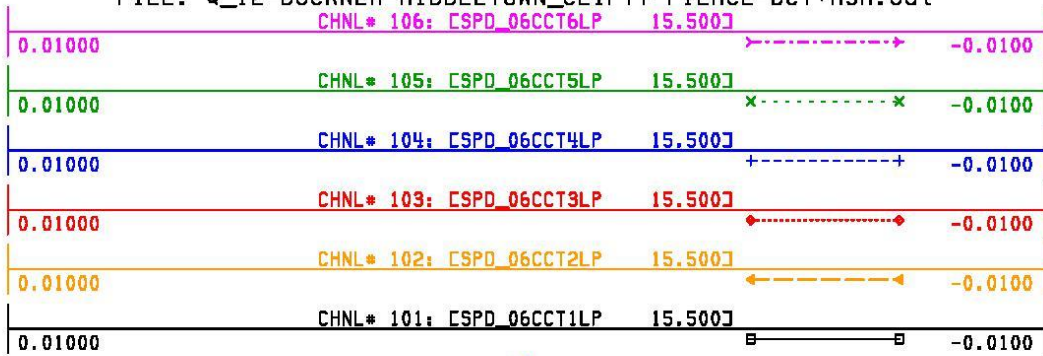 CHNL# 106: [SPD_06CCT6LP 15.500]
0.01000 -0.0100
CHNL# 105: [SPD_06CCT5LP 15.500]
0.01000 -0.0100
CHNL# 104: [SPD_06CCT4LP 15.500]
0.01000 -0.0100
CHNL# 103: [SPD_06CCT3LP 15.500]
0.01000 -0.0100
CHNL# 102: [SPD_06CCT2LP 15.500]
0.01000 -0.0100
CHNL# 101: [SPD_06CCT1LP 15.500]
0.01000 -0.0100